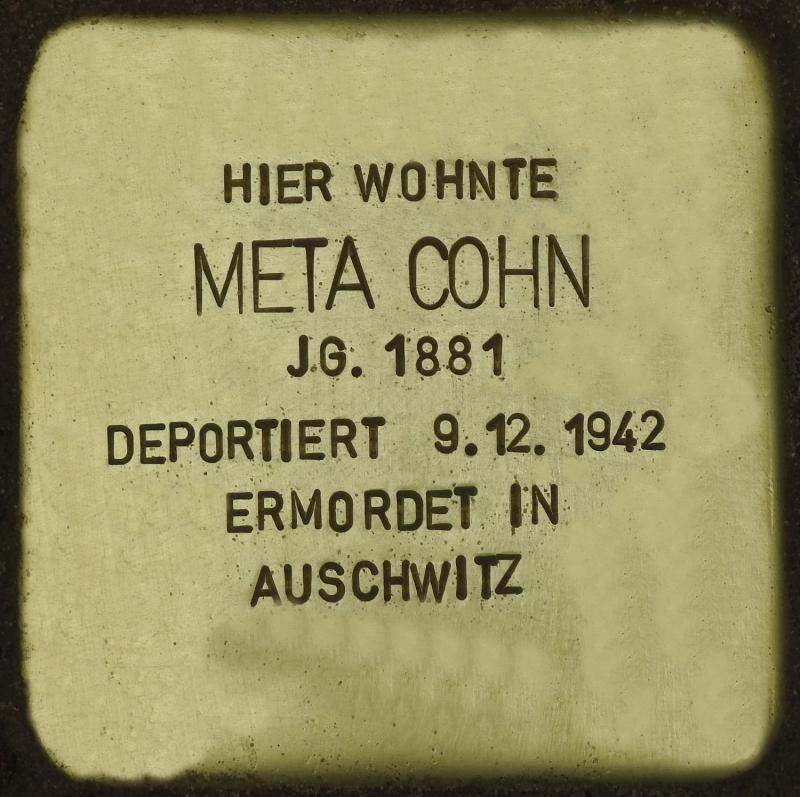 HIER WOHNTE
META COHN
JG. 1881
DEPORTIERT 9.12.1942
ERMORDET IN
AUSCHWITZ